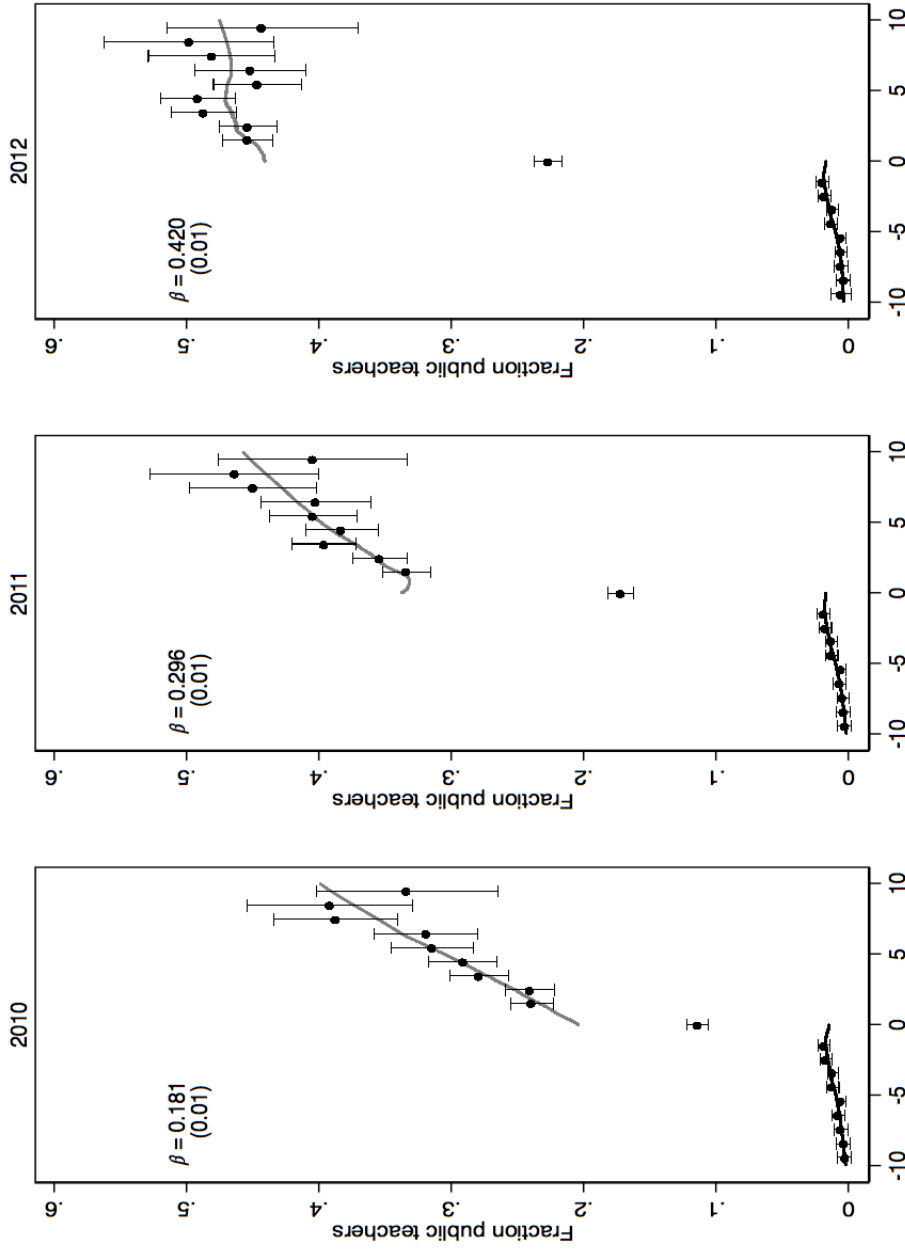 2010
β = 0.181
(0.01)
Fraction public teachers
0 .1 .2 .3 .4 .5 .6
-10 -5 0 5 10
2011
β = 0.296
(0.01)
Fraction public teachers
0 .1 .2 .3 .4 .5 .6
-10 -5 0 5 10
2012
β = 0.420
(0.01)
Fraction public teachers
0 .1 .2 .3 .4 .5 .6
-10 -5 0 5 10